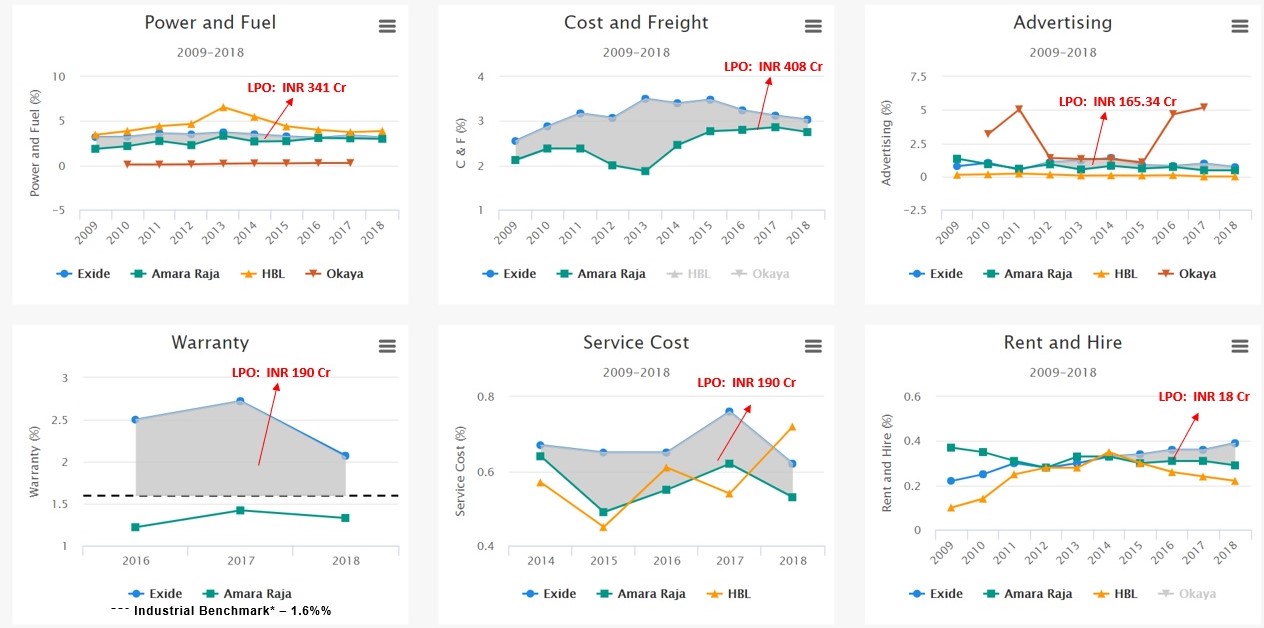 Power and Fuel
2009-2018
LPO: INR 341 Cr
Power and Fuel (%)
10
5
0
-5
2009 2010 2011 2012 2013 2014 2015 2016 2017 2018
Exide Amara Raja HBL Okaya
Cost and Freight
2009-2018
LPO: INR 408 Cr
C & F (%)
4
3
2
1
2009 2010 2011 2012 2013 2014 2015 2016 2017 2018
Exide Amara Raja HBL Okaya
Advertising
2009-2018
LPO: INR 165.34 Cr
Advertising (%)
7.5
5
2.5
0
-2.5
2009 2010 2011 2012 2013 2014 2015 2016 2017 2018
Exide Amara Raja HBL Okaya
Warranty
LPO: INR 190 Cr
Warranty (%)
3
2.5
2
1.5
1
2016 2017 2018
Exide Amara Raja
--- Industrial Benchmark* – 1.6%%
Service Cost
2009-2018
LPO: INR 190 Cr
Service Cost (%)
0.8
0.6
0.4
2014 2015 2016 2017 2018
Exide Amara Raja HBL
Rent and Hire
2009-2018
LPO: INR 18 Cr
Rent and Hire (%)
0.6
0.4
0.2
0
2009 2010 2011 2012 2013 2014 2015 2016 2017 2018
Exide Amara Raja HBL Okaya